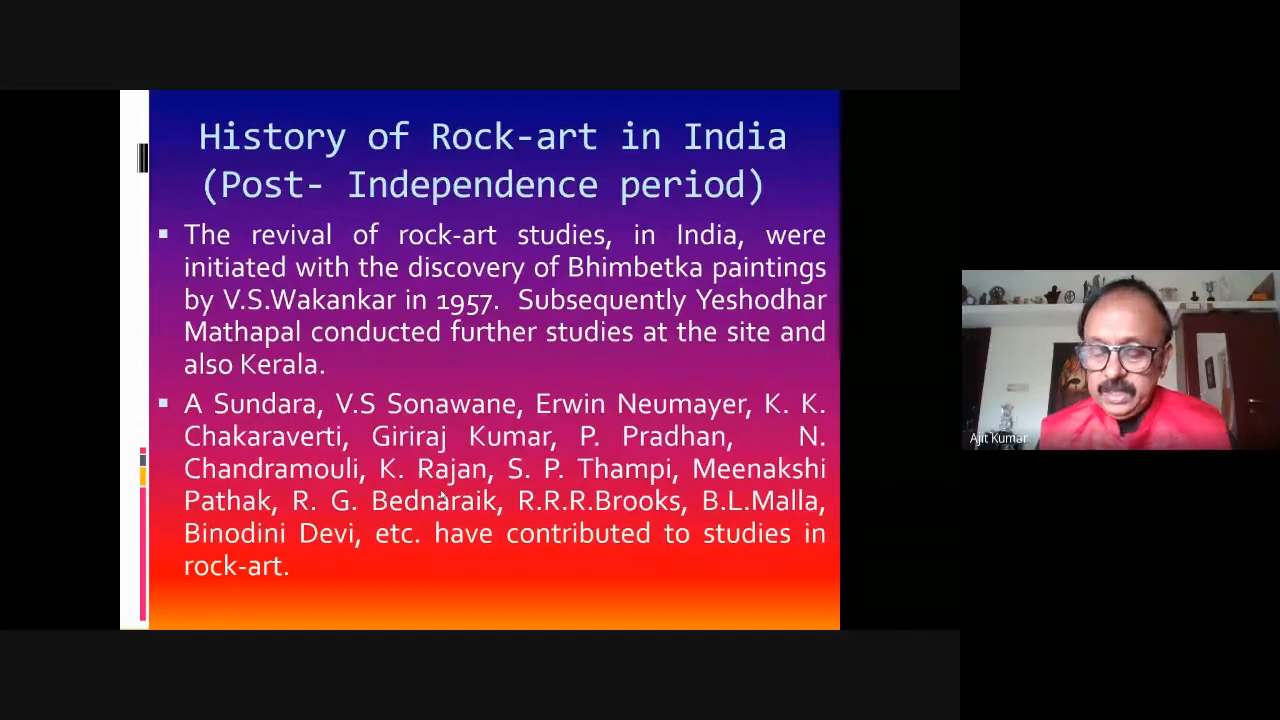 History of Rock-art in India
(Post- Independence period)
The revival of rock-art studies, in India, were
initiated with the discovery of Bhimbetka paintings
by V.S.Wakankar in 1957. Subsequently Yeshodhar
Mathapal conducted further studies at the site and
also Kerala.
A Sundara, V.S Sonawane, Erwin Neumayer, K. K.
Chakaraverti, Giriraj Kumar, P. Pradhan, N.
Chandramouli, K. Rajan, S. P. Thampi, Meenakshi
Pathak, R. G. Bednaraik, R.R.R.Brooks, B.L.Malla,
Binodini Devi, etc. have contributed to studies in
rock-art.
Ajit Kumar